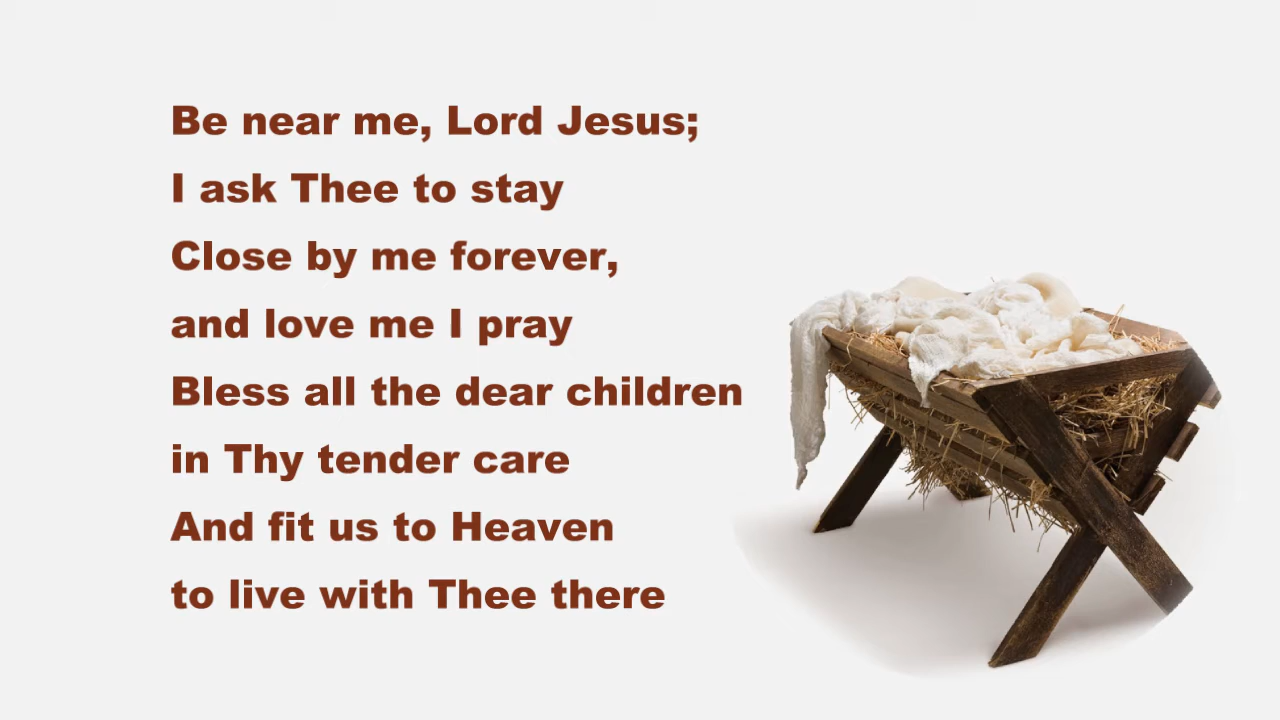 Be near me, Lord Jesus;
I ask Thee to stay
Close by me forever,
and love me I pray
Bless all the dear children
in Thy tender care
And fit us to Heaven
to live with Thee there